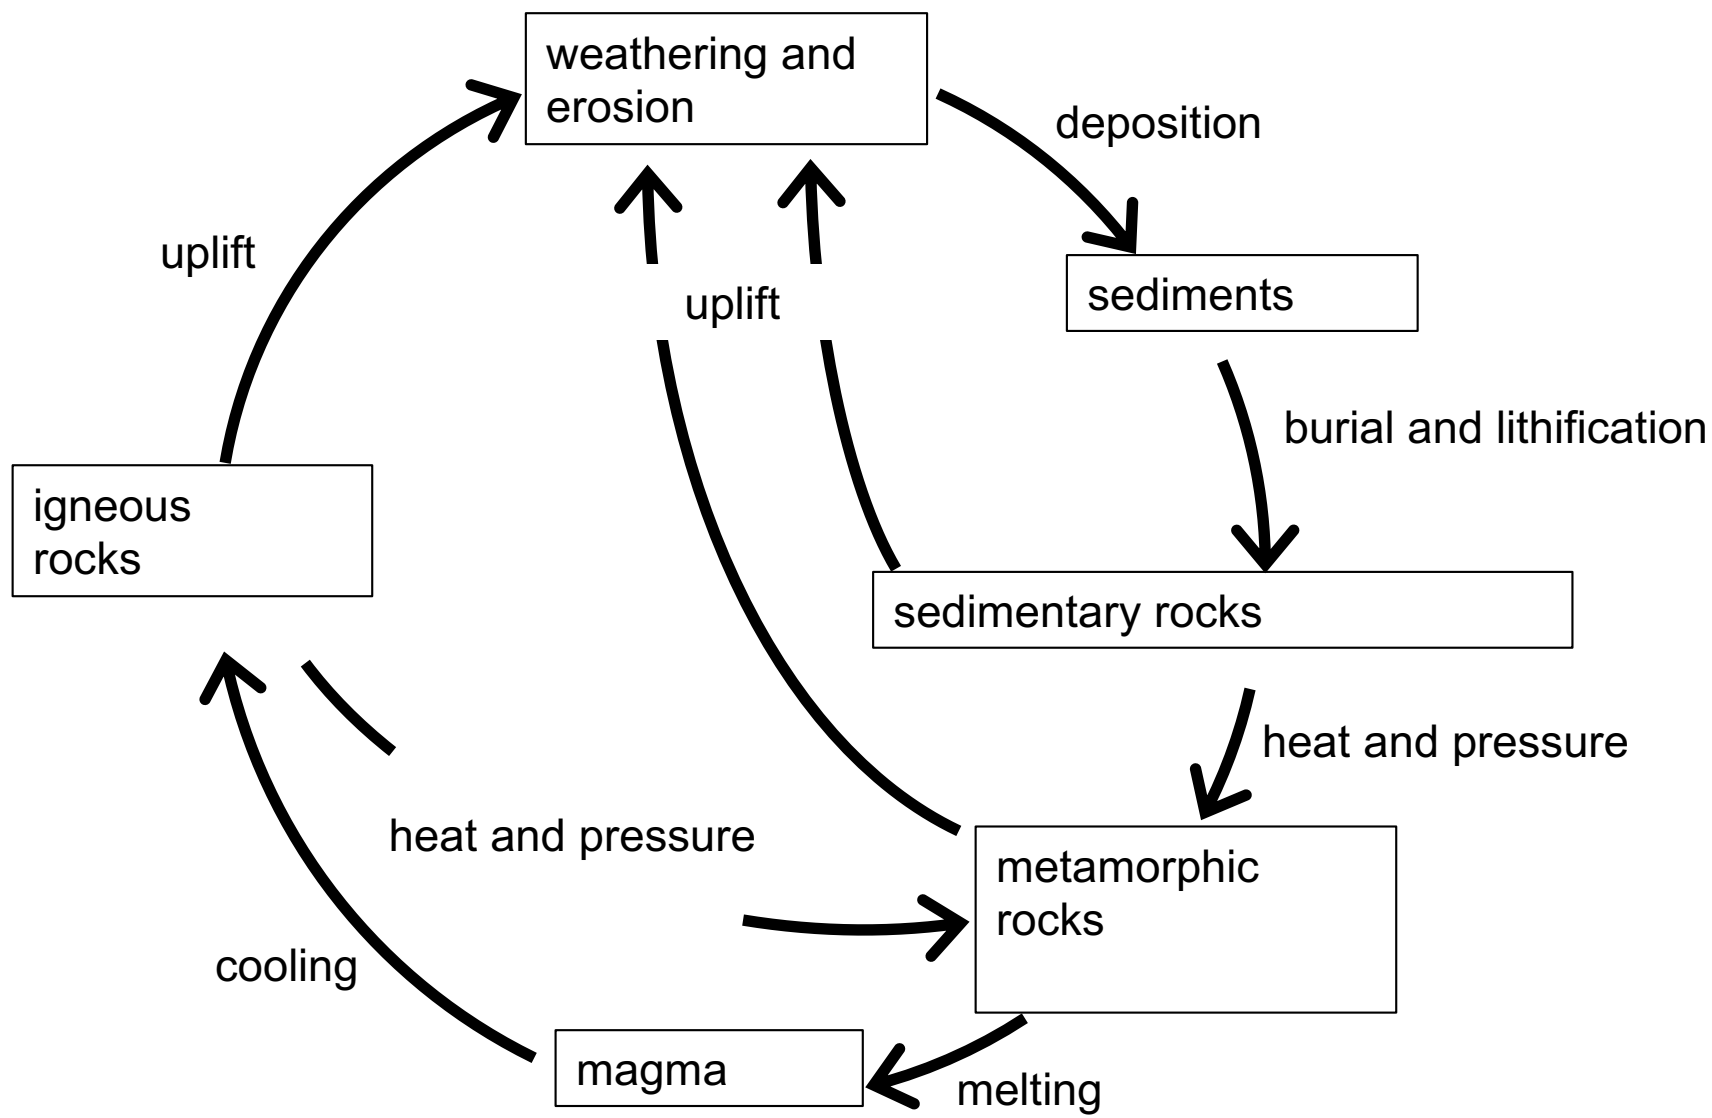 weathering and
erosion
deposition
uplift
uplift
sediments
burial and lithification
igneous
rocks
sedimentary rocks
heat and pressure
heat and pressure
metamorphic
rocks
cooling
magma
melting